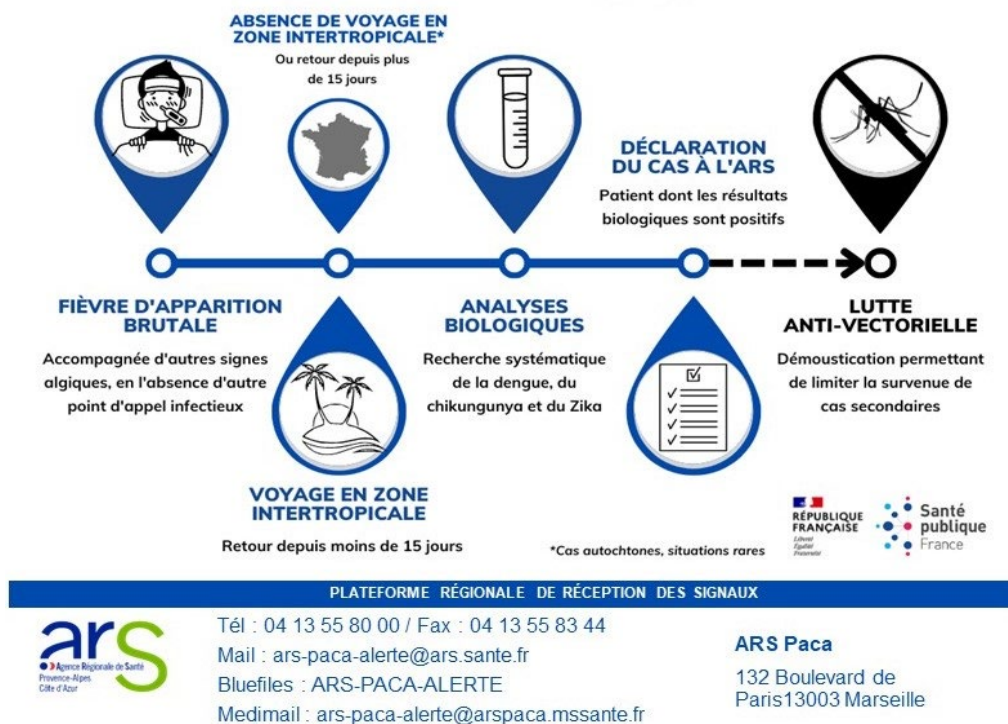 ABSENCE DE VOYAGE EN
ZONE INTERTROPICALE*
Ou retour depuis plus
de 15 jours
DÉCLARATION
DU CAS À L'ARS
Patient dont les résultats
biologiques sont positifs
FIÈVRE D'APPARITION
BRUTALE
Accompagnée d'autres signes
algiques, en l'absence d'autre
point d'appel infectieux
VOYAGE EN ZONE
INTERTROPICALE
Retour depuis moins de 15 jours
ANALYSES
BIOLOGIQUES
Recherche systématique
de la dengue, du
chikungunya et du Zika
LUTTE
ANTI-VECTORIELLE
Démoustication permettant
de limiter la survenue de
cas secondaires
*Cas autochtones, situations rares
RÉPUBLIQUE
FRANÇAISE
Liberté
Égalité
Fraternité
Santé
publique
France
PLATEFORME RÉGIONALE DE RÉCEPTION DES SIGNAUX
ars
Agence Régionale de Santé
Provence-Alpes
Côte d'Azur
Tél : 04 13 55 80 00 / Fax : 04 13 55 83 44
Mail : ars-paca-alerte@ars.sante.fr
Bluefiles : ARS-PACA-ALERTE
Medimail : ars-paca-alerte@arspaca.mssante.fr
ARS Paca
132 Boulevard de
Paris13003 Marseille